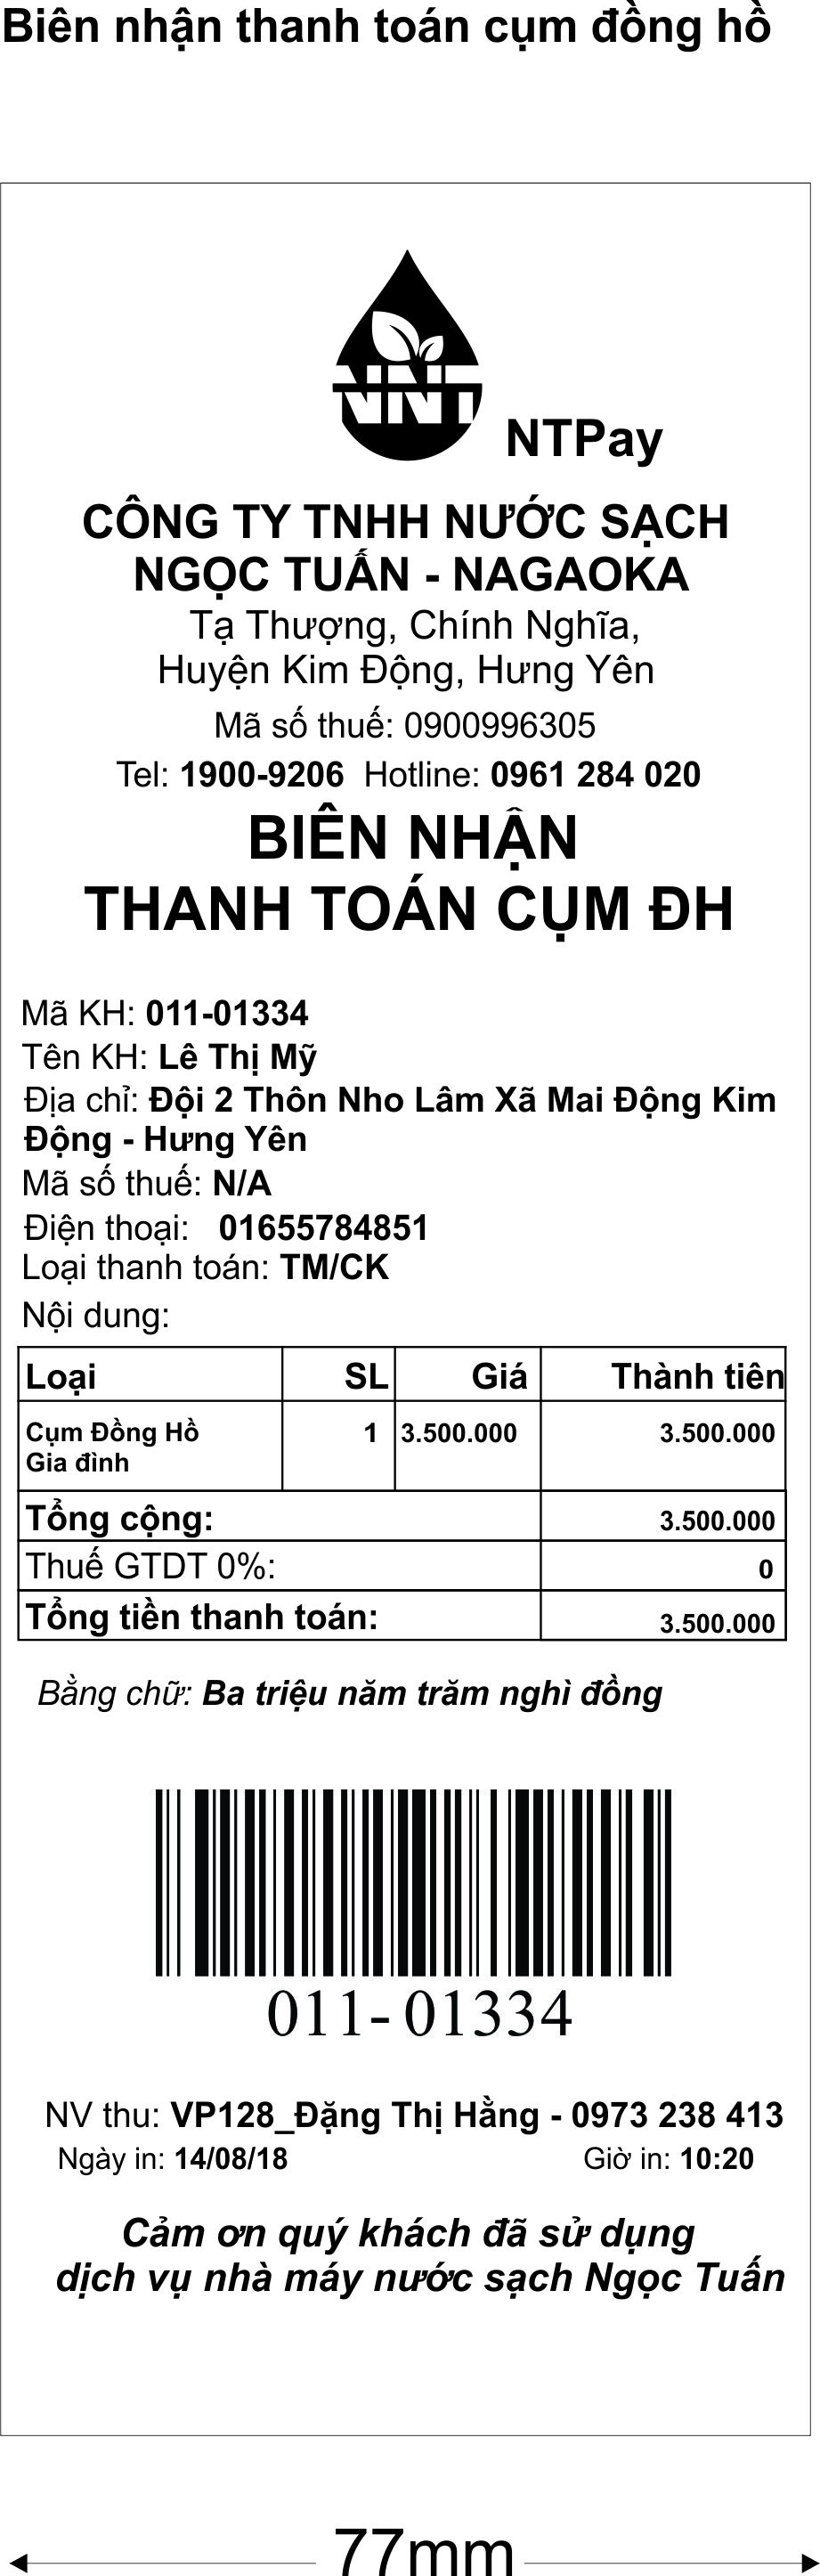 Biên nhận thanh toán cụm đồng hồ
NNT
NTPay
CÔNG TY TNHH NƯỚC SẠCH
NGỌC TUẤN - NAGAOKA
Tạ Thượng, Chính Nghĩa,
Huyện Kim Động, Hưng Yên
Mã số thuế: 0900996305
Tel: 1900-9206 Hotline: 0961 284 020
BIÊN NHẬN
THANH TOÁN CỤM ĐH
Mã KH: 011-01334
Tên KH: Lê Thị Mỹ
Địa chỉ: Đội 2 Thôn Nho Lâm Xã Mai Động Kim
Động - Hưng Yên
Mã số thuế: N/A
Điện thoại: 01655784851
Loại thanh toán: TM/CK
Nội dung:
Loại SL Giá Thành tiên
Cụm Đồng Hồ 1 3.500.000 3.500.000
Gia đình
Tổng cộng: 3.500.000
Thuế GTDT 0%: 0
Tổng tiền thanh toán: 3.500.000
Bằng chữ: Ba triệu năm trăm nghì đồng
011- 01334
NV thu: VP128_Đặng Thị Hằng - 0973 238 413
Ngày in: 14/08/18 Giờ in: 10:20
Cảm ơn quý khách đã sử dụng
dịch vụ nhà máy nước sạch Ngọc Tuấn
77mm